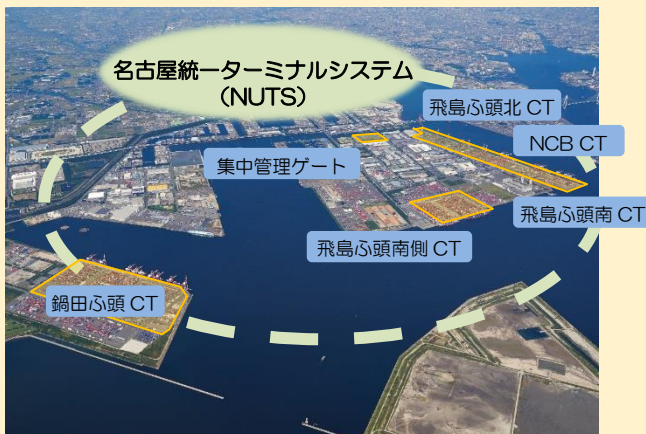 名古屋統一ターミナルシステム
（NUTS）
飛島ふ頭北 CT
NCB CT
集中管理ゲート
飛島ふ頭南 CT
飛島ふ頭南側 CT
鍋田ふ頭 CT